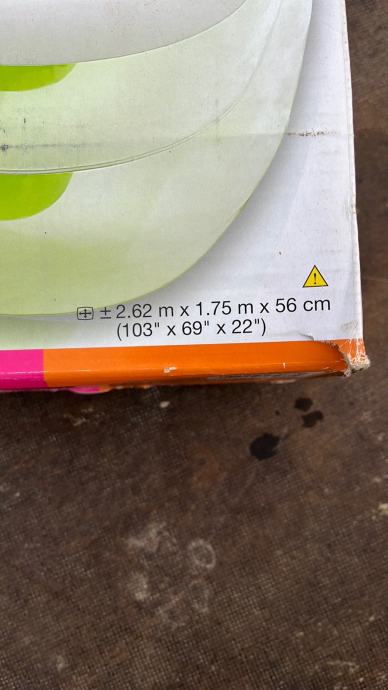 ± 2.62 m x 1.75 m x 56 cm
(103" x 69" x 22")